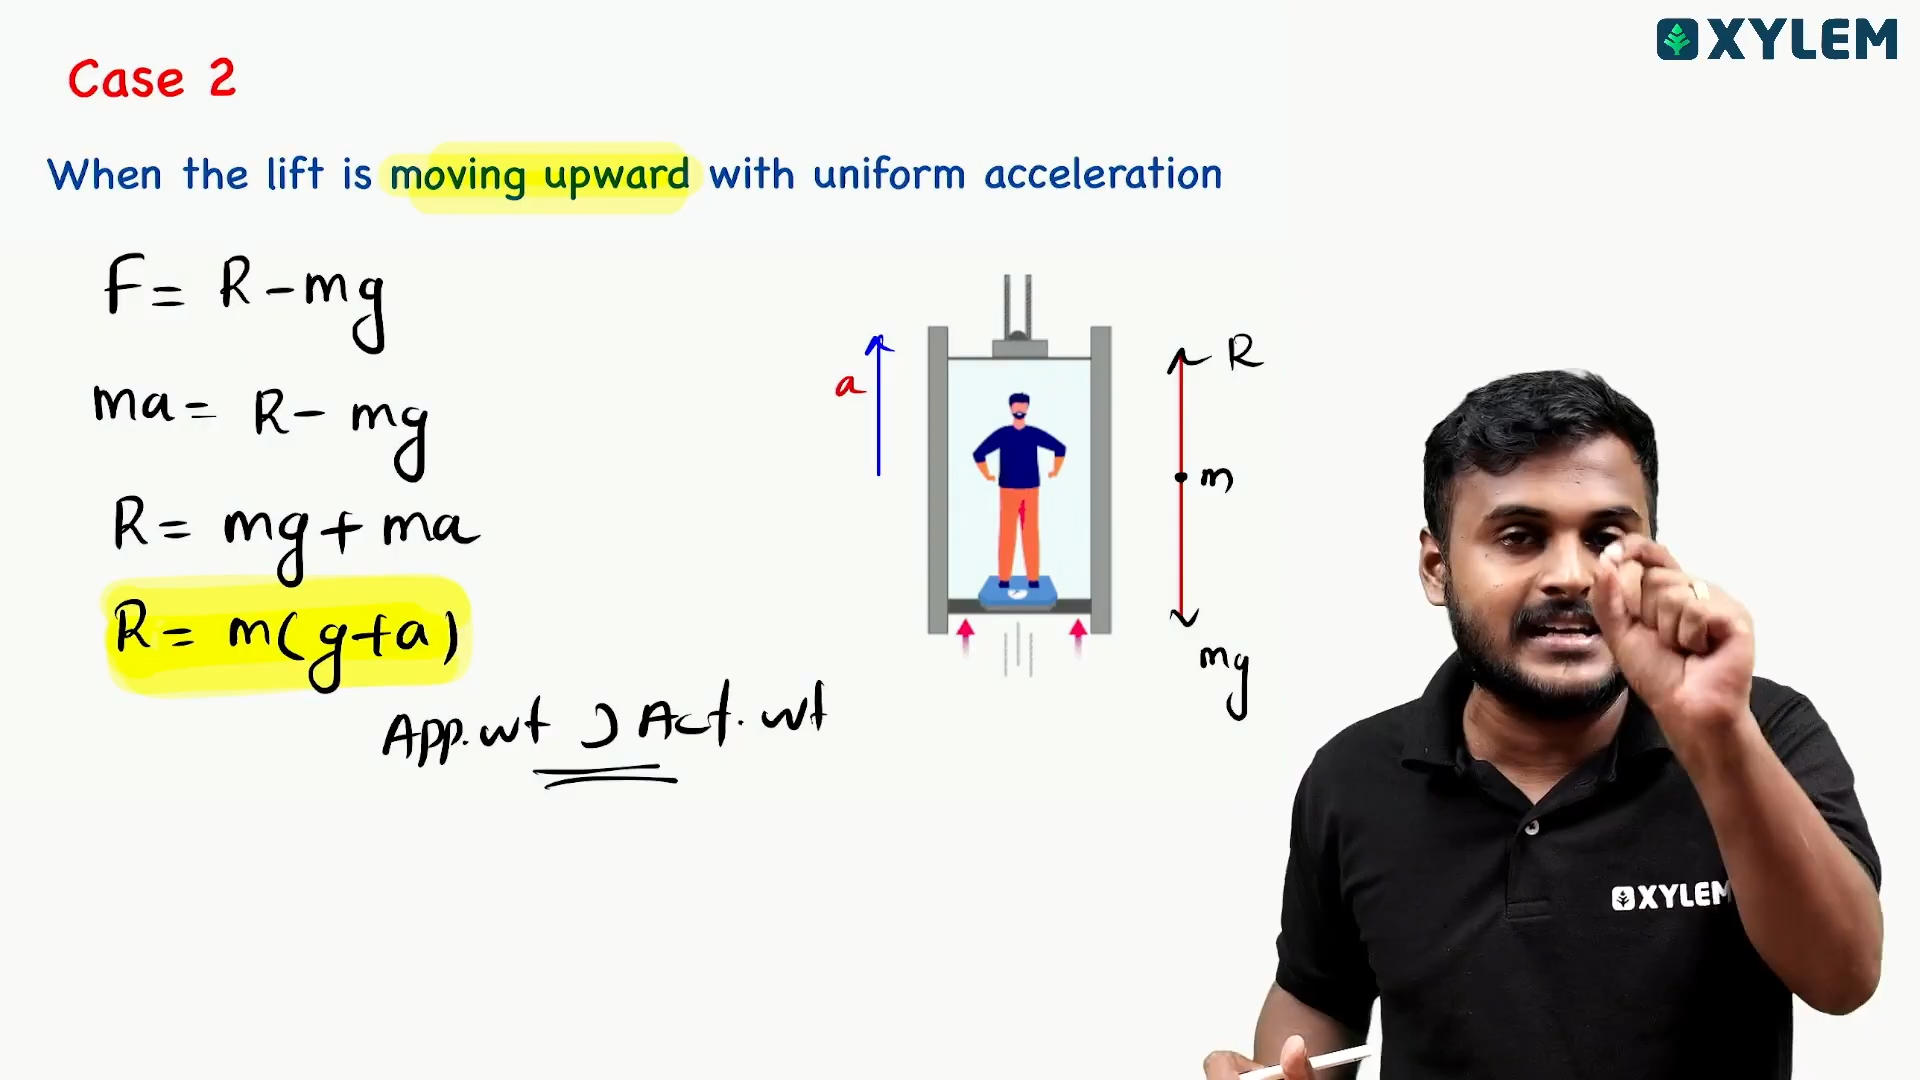 XYLEM
Case 2
When the lift is moving upward with uniform acceleration
F = R - mg
ma = R - mg
R = mg + ma
R = m(g+a)
App. wt > Act. wt
a
R
m
mg
XYLEM